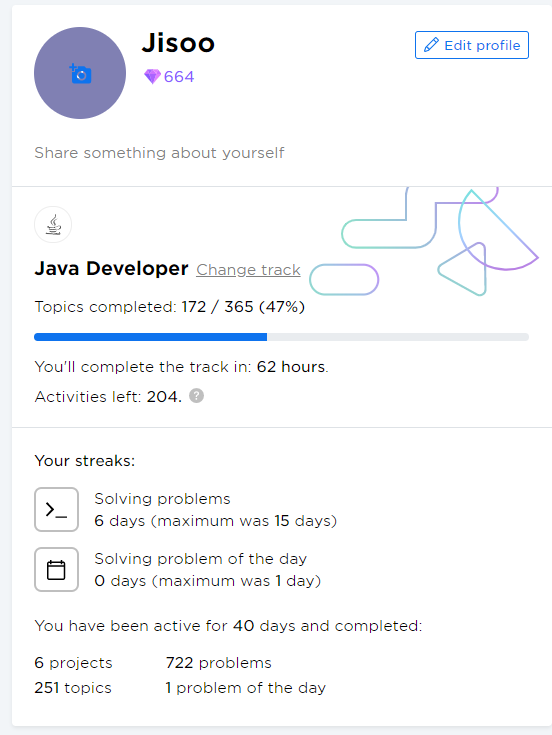 Jisoo
Edit profile
664
Share something about yourself
Java Developer Change track
Topics completed: 172 / 365 (47%)
You'll complete the track in: 62 hours.
Activities left: 204. ?
Your streaks:
Solving problems
6 days (maximum was 15 days)
Solving problem of the day
0 days (maximum was 1 day)
You have been active for 40 days and completed:
6 projects 722 problems
251 topics 1 problem of the day